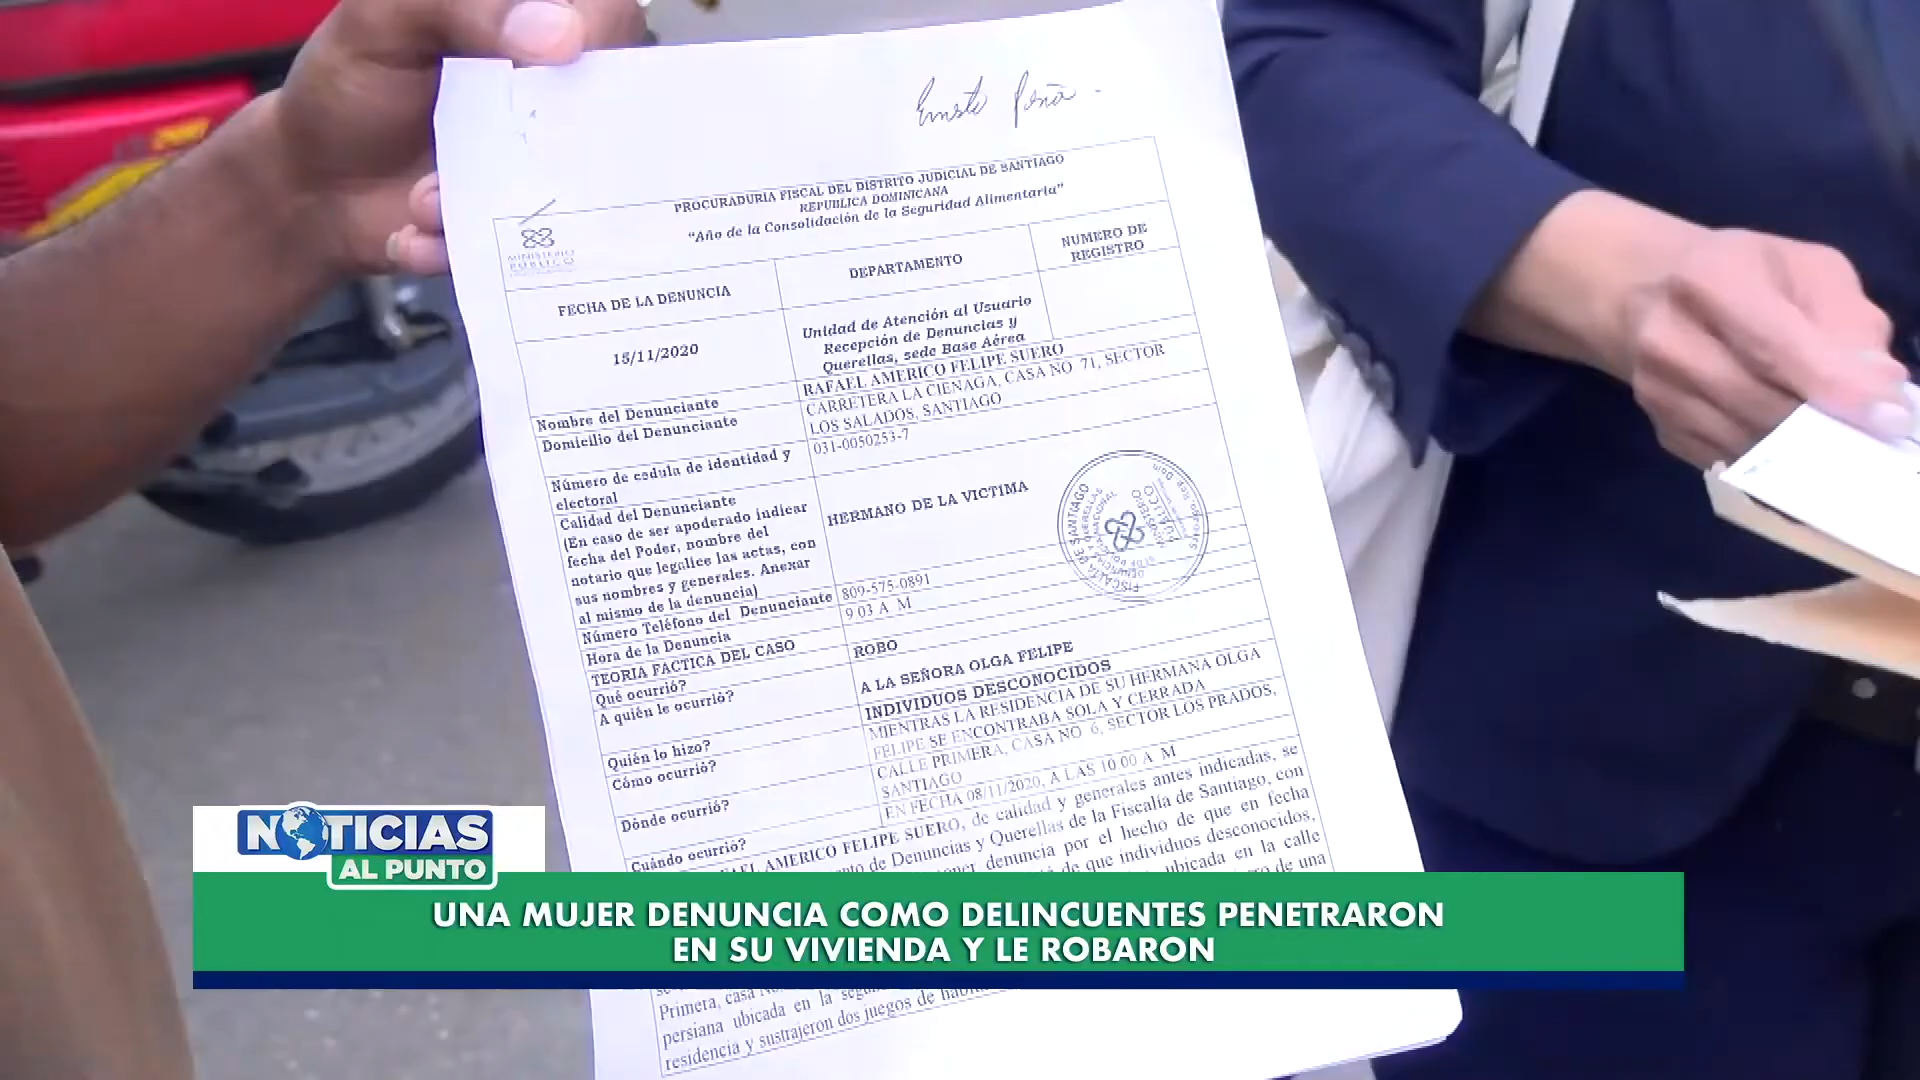 Ernesto Peña.
PROCURADURIA FISCAL DEL DISTRITO JUDICIAL DE SANTIAGO
REPUBLICA DOMINICANA
"Año de la Consolidación de la Seguridad Alimentaria"
MINISTERIO
PÚBLICO
FECHA DE LA DENUNCIA
DEPARTAMENTO
NUMERO DE
REGISTRO
15/11/2020
Unidad de Atención al Usuario
Recepción de Denuncias y
Querellas, sede Base Aérea
Nombre del Denunciante
RAFAEL AMERICO FELIPE SUERO
Domicilio del Denunciante
CARRETERA LA CIENAGA, CASA NO 71, SECTOR
LOS SALADOS, SANTIAGO
Número de cedula de identidad y
electoral
031-0050253-7
Calidad del Denunciante
(En caso de ser apoderado indicar
fecha del Poder, nombre del
notario que legalice las actas, con
sus nombres y generales. Anexar
al mismo de la denuncia)
HERMANO DE LA VICTIMA
FISCALÍA DE SANTIAGO
Número Teléfono del Denunciante
809-575-0891
Hora de la Denuncia
9 03 A M
TEORIA FACTICA DEL CASO
Qué ocurrió?
ROBO
A quién le ocurrió?
A LA SEÑORA OLGA FELIPE
Quién lo hizo?
INDIVIDUOS DESCONOCIDOS
Cómo ocurrió?
MIENTRAS LA RESIDENCIA DE SU HERMANA OLGA
FELIPE SE ENCONTRABA SOLA Y CERRADA
Dónde ocurrió?
CALLE PRIMERA, CASA NO 6, SECTOR LOS PRADOS,
SANTIAGO
Cuándo ocurrió?
EN FECHA 08/11/2020, A LAS 10 00 A M
AMERICO FELIPE SUERO, de calidad y generales antes indicadas, se
de Denuncias y Querellas de la Fiscalía de Santiago, con
denuncia por el hecho de que en fecha
de que individuos desconocidos,
ubicada en la calle
de una
Primera, casa
persiana ubicada en la
residencia y sustrajeron dos juegos de
NOTICIAS
AL PUNTO
UNA MUJER DENUNCIA COMO DELINCUENTES PENETRARON
EN SU VIVIENDA Y LE ROBARON